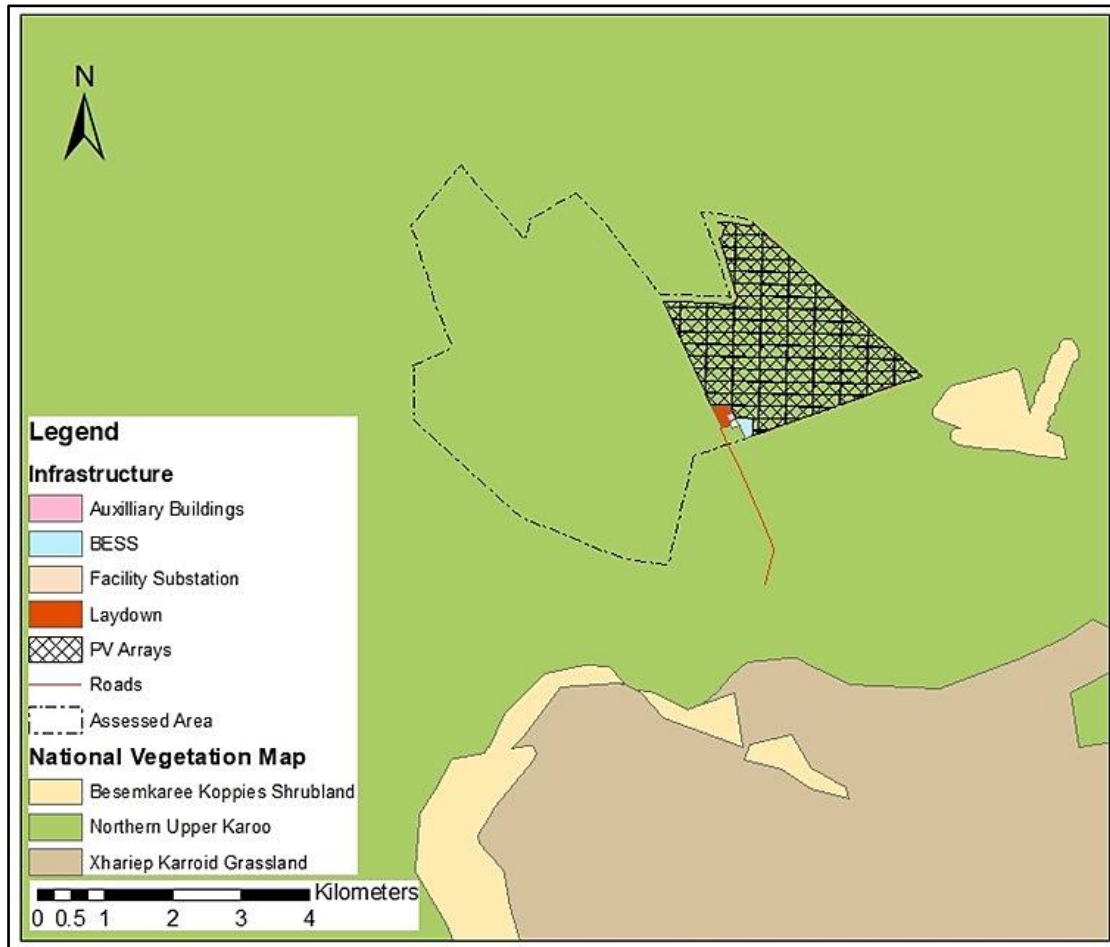 N
Legend
Infrastructure
Auxilliary Buildings
BESS
Facility Substation
Laydown
PV Arrays
Roads
Assessed Area
National Vegetation Map
Besemkaree Koppies Shrubland
Northern Upper Karoo
Xhariep Karroid Grassland
Kilometers
0 0.5 1 2 3 4